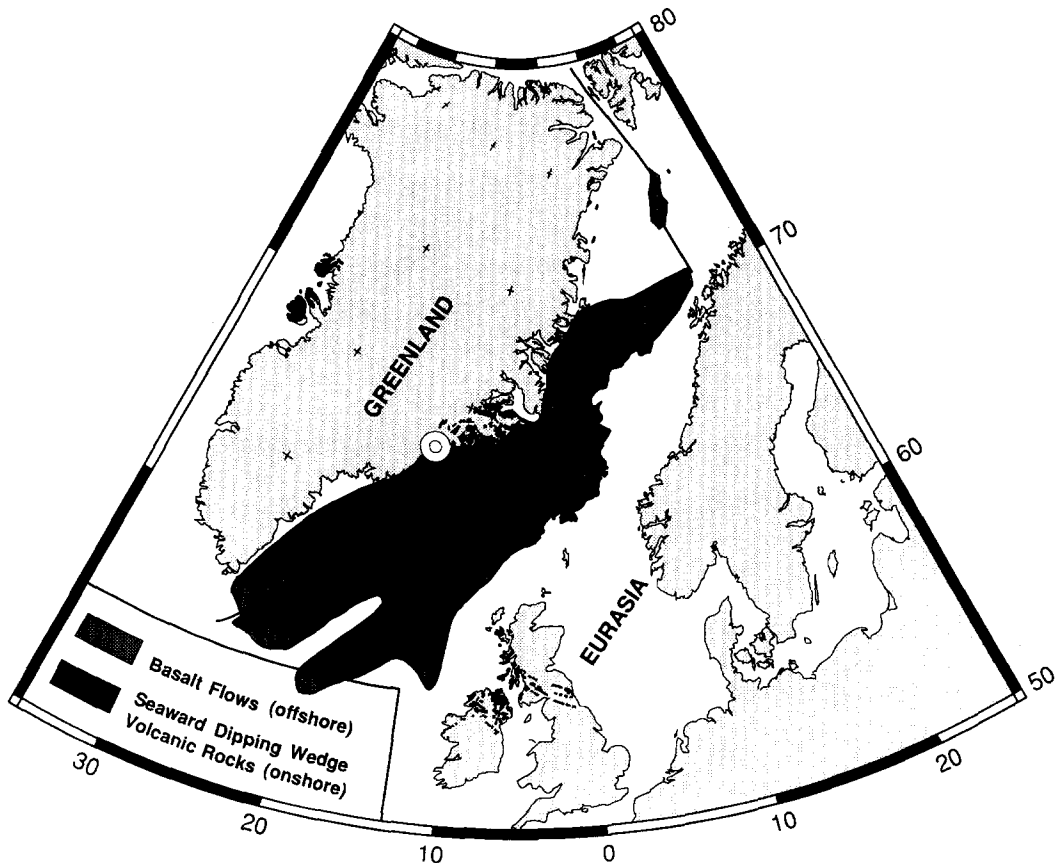 80
70
GREENLAND
60
EURASIA
Basalt Flows (offshore)
Seaward Dipping Wedge
Volcanic Rocks (onshore)
50
30
20
10
0
10
20